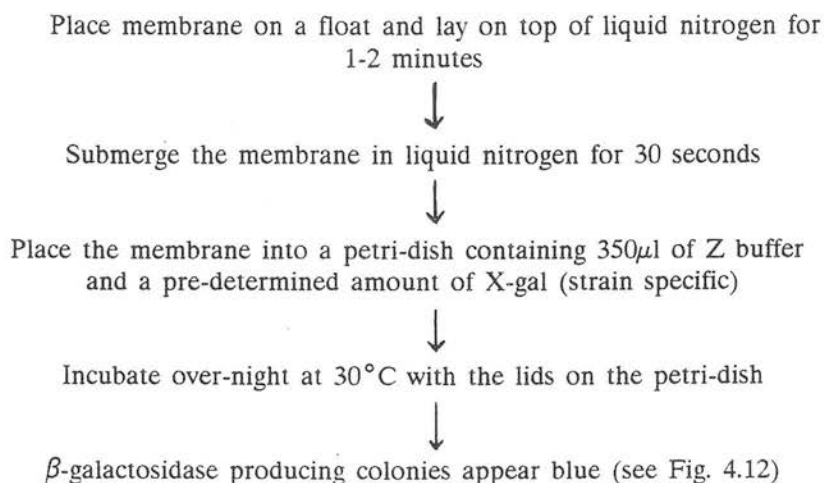 Place membrane on a float and lay on top of liquid nitrogen for
1-2 minutes
Submerge the membrane in liquid nitrogen for 30 seconds
Place the membrane into a petri-dish containing 350μl of Z buffer
and a pre-determined amount of X-gal (strain specific)
Incubate over-night at 30°C with the lids on the petri-dish
β-galactosidase producing colonies appear blue (see Fig. 4.12)